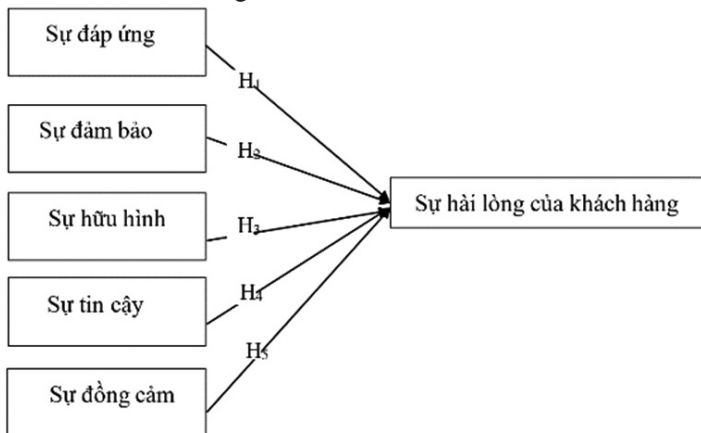 Sự đáp ứng
H1
Sự đảm bảo
H2
Sự hài lòng của khách hàng
Sự hữu hình
H3
Sự tin cậy
H4
H5
Sự đồng cảm